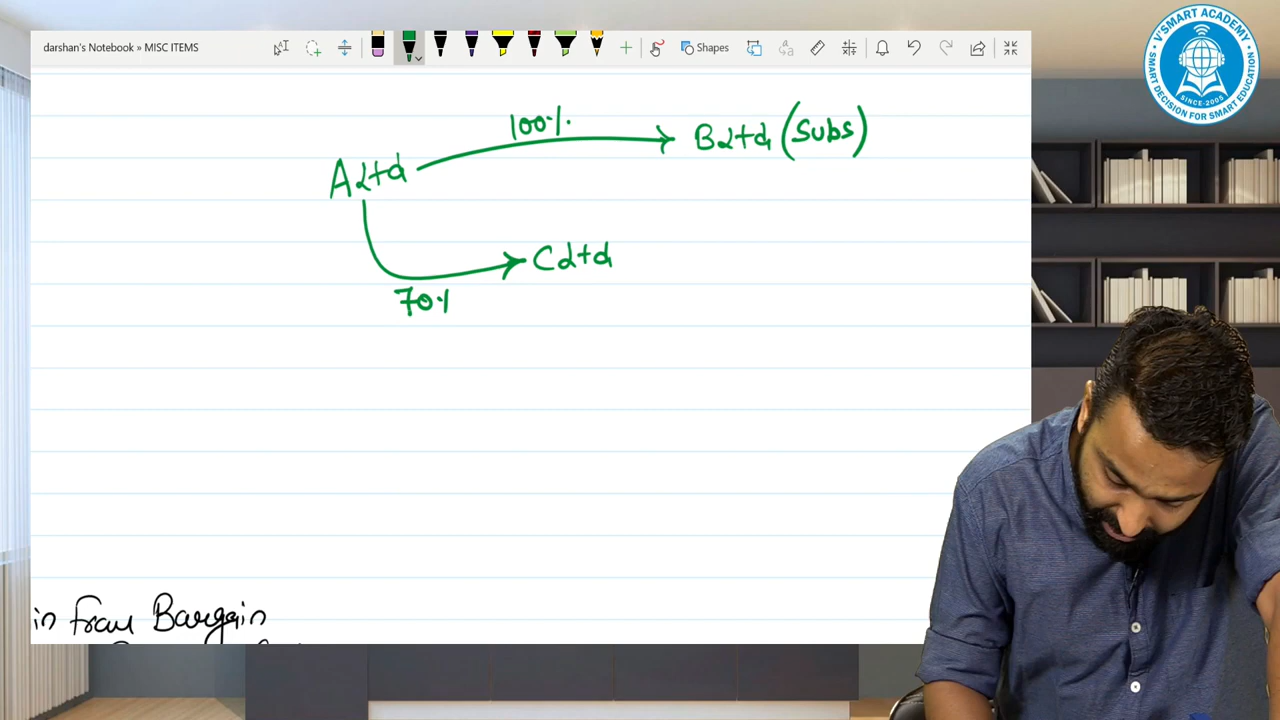 V'SMART ACADEMY
SINCE-2005
SMART DECISION FOR SMART EDUCATION
darshan's Notebook » MISC ITEMS
Shapes
100%.
A Ltd
B Ltd (Subs)
C Ltd
70%
in from Bargain